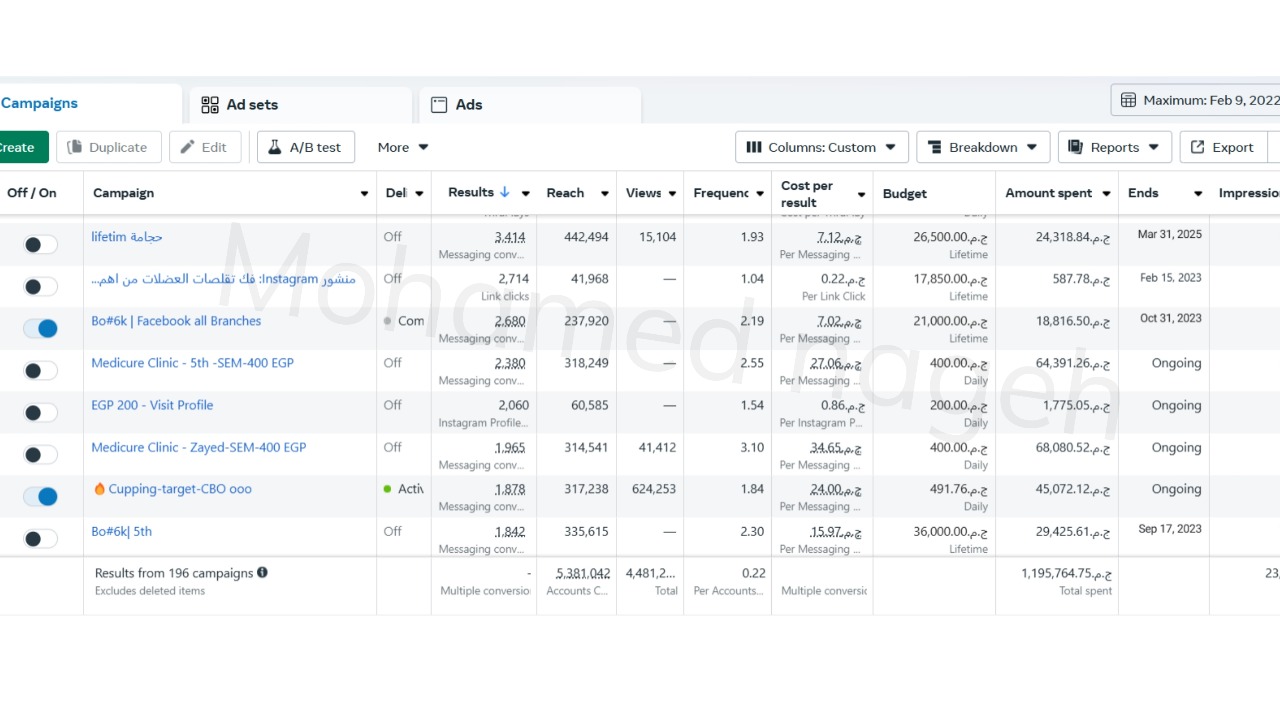 Campaigns
Ad sets
Ads
Maximum: Feb 9, 2022
Create
Duplicate
Edit
A/B test
More
Columns: Custom
Breakdown
Reports
Export
Off / On Campaign Deli Results ↓ Reach Views Frequenc Cost per result Budget Amount spent Ends Impressio
lifetim حجامة Off 3,414 442,494 15,104 1.93 ج.م.7.12 ج.م.26,500.00 ج.م.24,318.84 Mar 31, 2025
Messaging conv... Per Messaging ... Lifetime
منشور Instagram: فك تقلصات العضلات من اهم... Off 2,714 41,968 — 1.04 ج.م.0.22 ج.م.17,850.00 ج.م.587.78 Feb 15, 2023
Link clicks Per Link Click Lifetime
Bo#6k | Facebook all Branches Com 2,680 237,920 — 2.19 ج.م.7.02 ج.م.21,000.00 ج.م.18,816.50 Oct 31, 2023
Messaging conv... Per Messaging ... Lifetime
Medicure Clinic - 5th -SEM-400 EGP Off 2,380 318,249 — 2.55 ج.م.27.06 ج.م.400.00 ج.م.64,391.26 Ongoing
Messaging conv... Per Messaging ... Daily
EGP 200 - Visit Profile Off 2,060 60,585 — 1.54 ج.م.0.86 ج.م.200.00 ج.م.1,775.05 Ongoing
Instagram Profile... Per Instagram P... Daily
Medicure Clinic - Zayed-SEM-400 EGP Off 1,965 314,541 41,412 3.10 ج.م.34.65 ج.م.400.00 ج.م.68,080.52 Ongoing
Messaging conv... Per Messaging ... Daily
🔥Cupping-target-CBO ooo Activ 1,878 317,238 624,253 1.84 ج.م.24.00 ج.م.491.76 ج.م.45,072.12 Ongoing
Messaging conv... Per Messaging ... Daily
Bo#6k| 5th Off 1,842 335,615 — 2.30 ج.م.15.97 ج.م.36,000.00 ج.م.29,425.61 Sep 17, 2023
Messaging conv... Per Messaging ... Lifetime
Results from 196 campaigns - 5,381,042 4,481,2... 0.22 ج.م.1,195,764.75 23,
Excludes deleted items Multiple conversio Accounts C... Total Per Accounts... Multiple conversic Total spent
Mohamed nageh